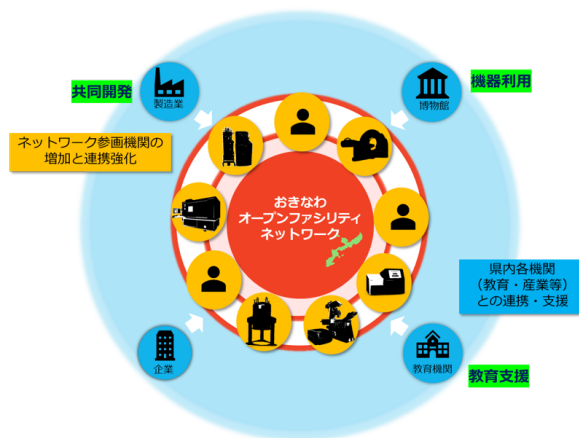 共同開発
製造業
機器利用
博物館
ネットワーク参画機関の
増加と連携強化
おきなわ
オープンファシリティ
ネットワーク
県内各機関
（教育・産業等）
との連携・支援
企業
教育機関
教育支援